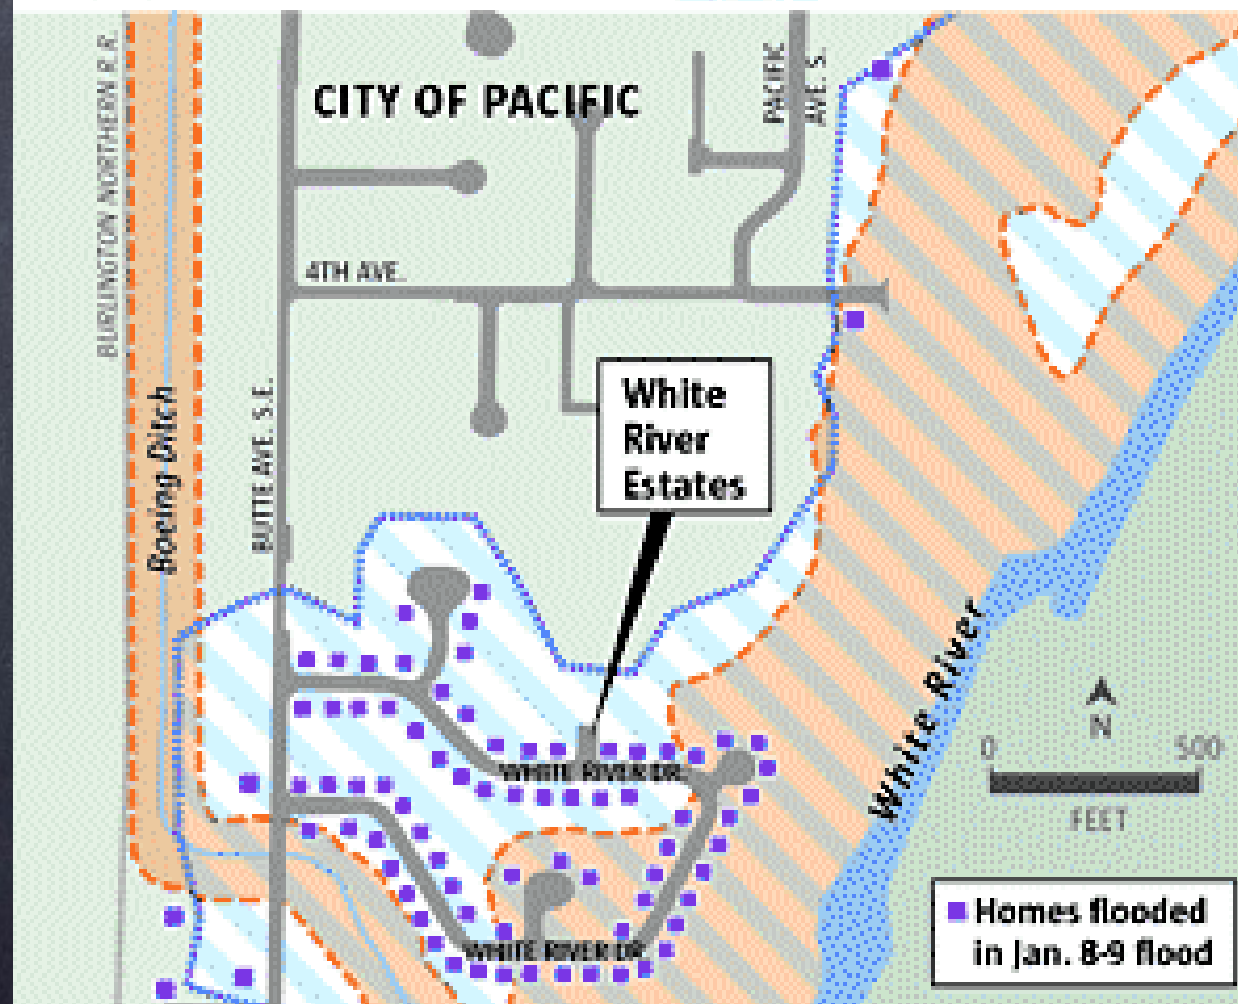 CITY OF PACIFIC
PACIFIC
AVE. S.
BURLINGTON NORTHERN R.R.
4TH AVE.
Boeing Ditch
BUTTE AVE. S.E.
White
River
Estates
White River
N
0 500
FEET
WHITE RIVER DR.
WHITE RIVER DR.
Homes flooded
in Jan. 8-9 flood